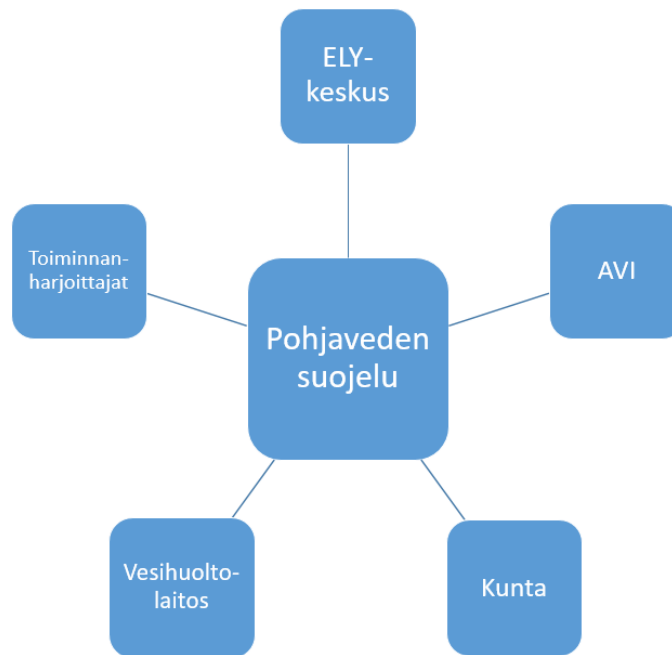 ELY-
keskus
Toiminnan-
harjoittajat
AVI
Pohjaveden
suojelu
Vesihuolto-
laitos
Kunta